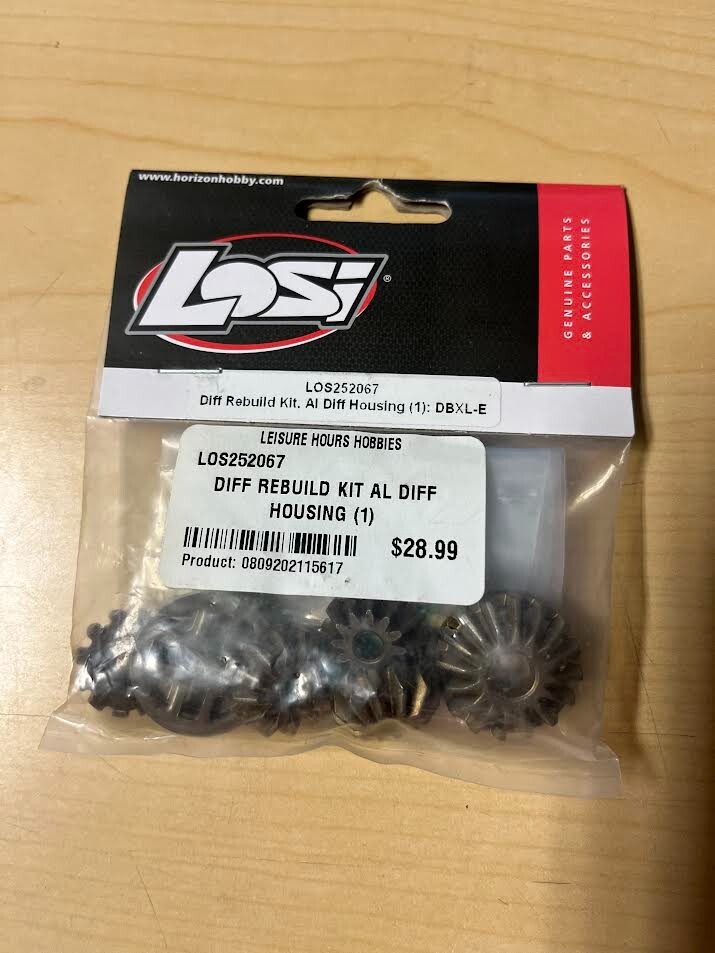 www.horizonhobby.com
LOSi®
GENUINE PARTS
& ACCESSORIES
LOS252067
Diff Rebuild Kit, Al Diff Housing (1): DBXL-E
LEISURE HOURS HOBBIES
LOS252067
DIFF REBUILD KIT AL DIFF
HOUSING (1)
$28.99
Product: 0809202115617